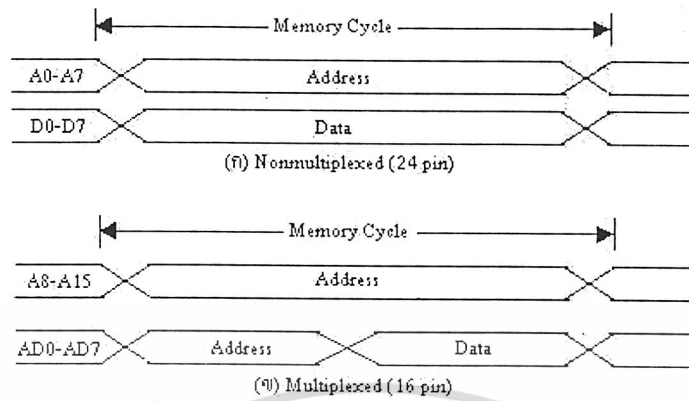 Memory Cycle
A0-A7 Address
D0-D7 Data
(ก) Nonmultiplexed (24 pin)
Memory Cycle
A8-A15 Address
AD0-AD7 Address Data
(ข) Multiplexed (16 pin)